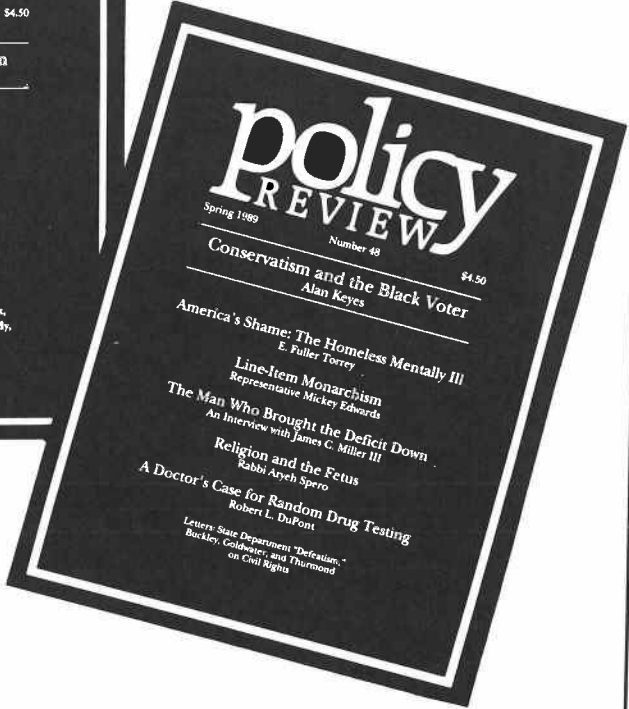 $4.50
policy
REVIEW
Spring 1989
Number 48
$4.50
Conservatism and the Black Voter
Alan Keyes
America's Shame: The Homeless Mentally Ill
E. Fuller Torrey
Line-Item Monarchism
Representative Mickey Edwards
The Man Who Brought the Deficit Down
An Interview with James C. Miller III
Religion and the Fetus
Rabbi Aryeh Spero
A Doctor's Case for Random Drug Testing
Robert L. DuPont
Letters: State Department "Defeatism,"
Buckley, Goldwater, and Thurmond
on Civil Rights